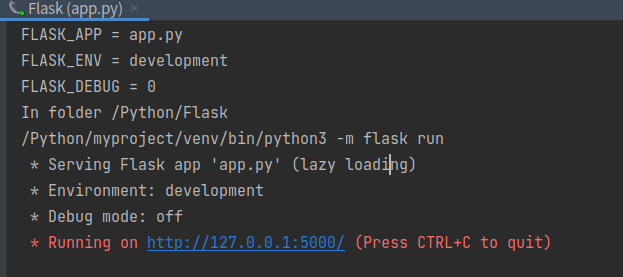 Flask (app.py) ×
FLASK_APP = app.py
FLASK_ENV = development
FLASK_DEBUG = 0
In folder /Python/Flask
/Python/myproject/venv/bin/python3 -m flask run
* Serving Flask app 'app.py' (lazy loading)
* Environment: development
* Debug mode: off
* Running on http://127.0.0.1:5000/ (Press CTRL+C to quit)